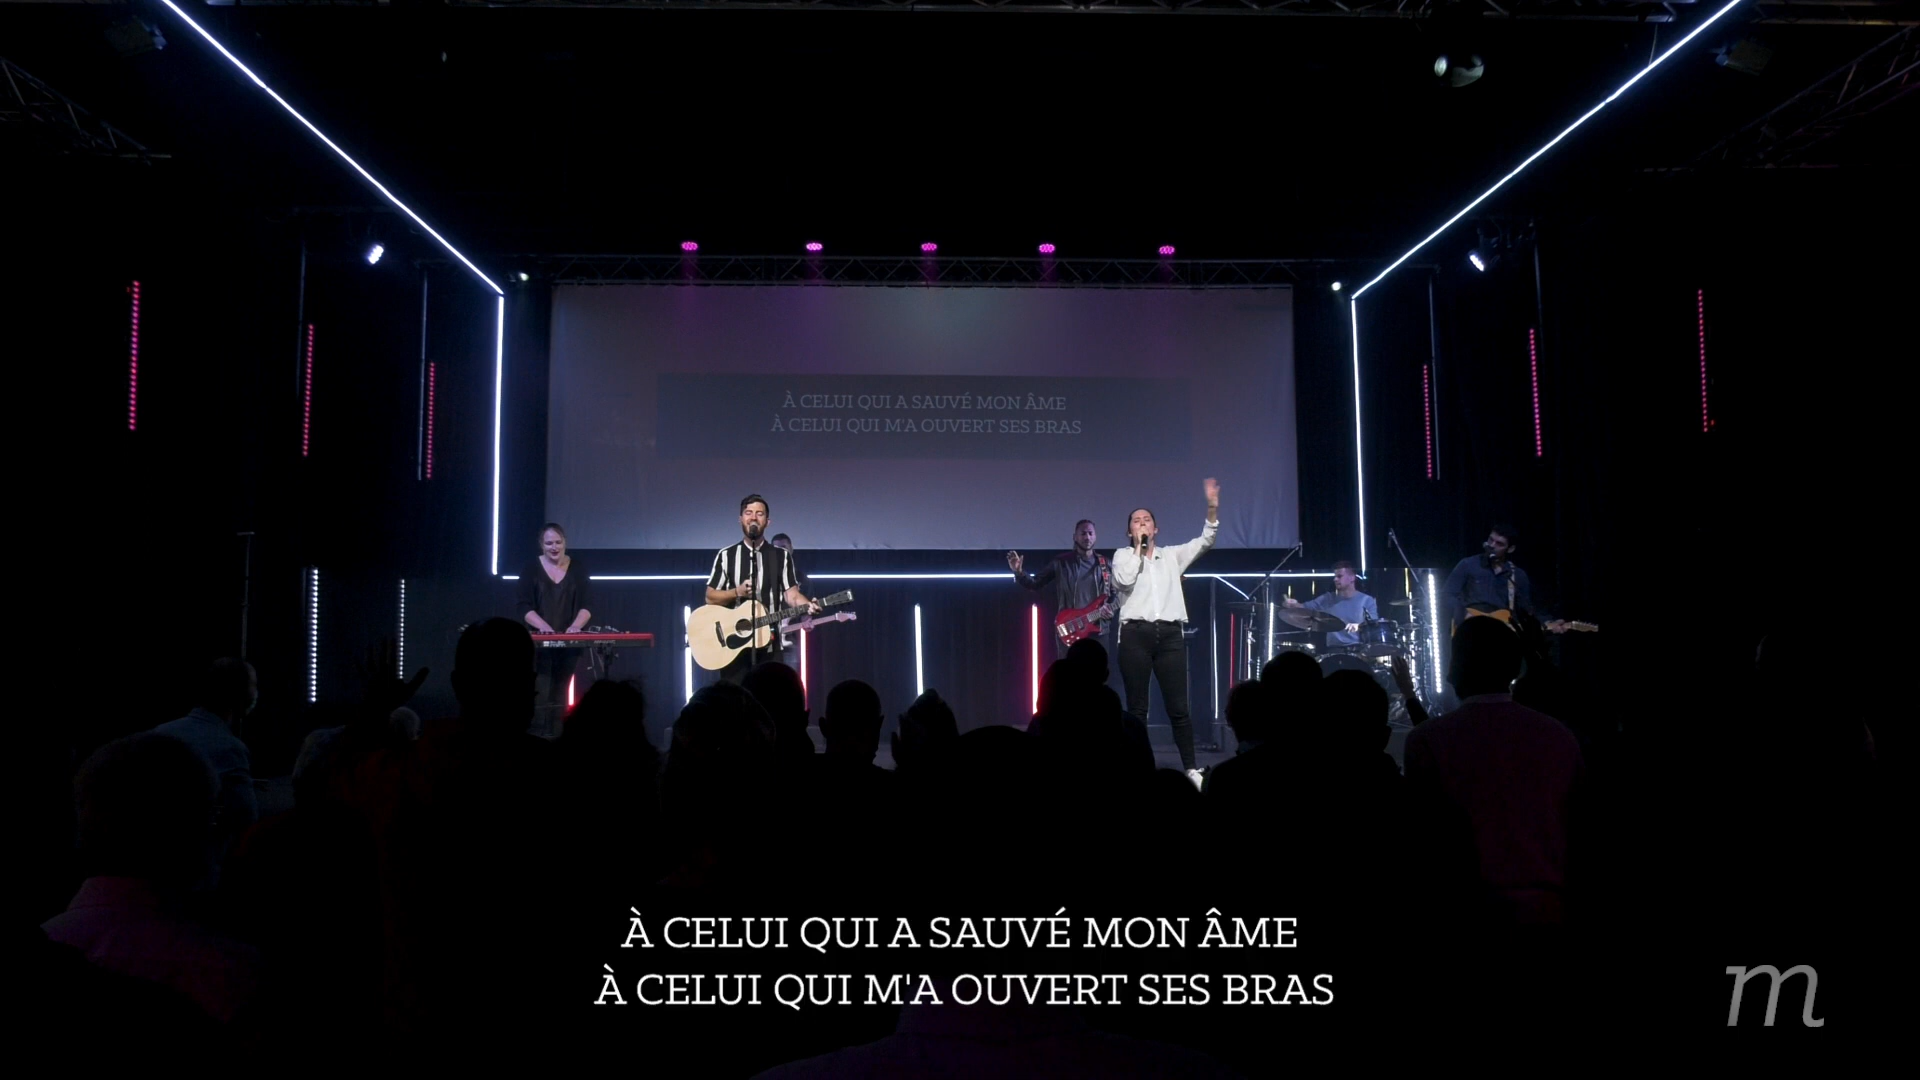 À CELUI QUI A SAUVÉ MON ÂME
À CELUI QUI M'A OUVERT SES BRAS
À CELUI QUI A SAUVÉ MON ÂME
À CELUI QUI M'A OUVERT SES BRAS
m